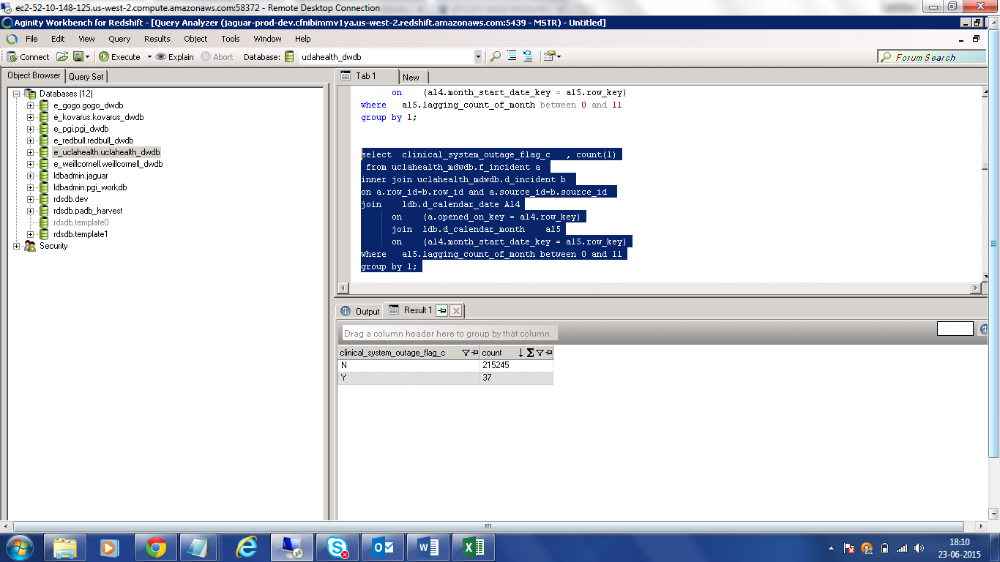 ec2-52-10-148-125.us-west-2.compute.amazonaws.com:58372 - Remote Desktop Connection
Aginity Workbench for Redshift - [Query Analyzer (jaguar-prod-dev.cfnibimmv1ya.us-west-2.redshift.amazonaws.com:5439 - MSTR) - Untitled]
File Edit View Query Results Object Tools Window Help
Connect Execute Explain Abort Database: uclahealth_dwdb Forum Search
Object Browser Query Set
Databases (12)
e_gogo.gogo_dwdb
e_kovarus.kovarus_dwdb
e_pgi.pgi_dwdb
e_redbull.redbull_dwdb
e_uclahealth.uclahealth_dwdb
e_weillcornell.weillcornell_dwdb
ldbadmin.jaguar
ldbadmin.pgi_workdb
rdsdb.dev
rdsdb.padb_harvest
rdsdb.template0
rdsdb.template1
Security
Tab 1 New
on (a14.month_start_date_key = a15.row_key)
where a15.lagging_count_of_month between 0 and 11
group by 1;
select clinical_system_outage_flag_c , count(1)
from uclahealth_mdwdb.f_incident a
inner join uclahealth_mdwdb.d_incident b
on a.row_id=b.row_id and a.source_id=b.source_id
join ldb.d_calendar_date A14
on (a.opened_on_key = a14.row_key)
join ldb.d_calendar_month a15
on (a14.month_start_date_key = a15.row_key)
where a15.lagging_count_of_month between 0 and 11
group by 1;
Output Result 1
Drag a column header here to group by that column.
clinical_system_outage_flag_c count
N 215245
Y 37
18:10
23-06-2015